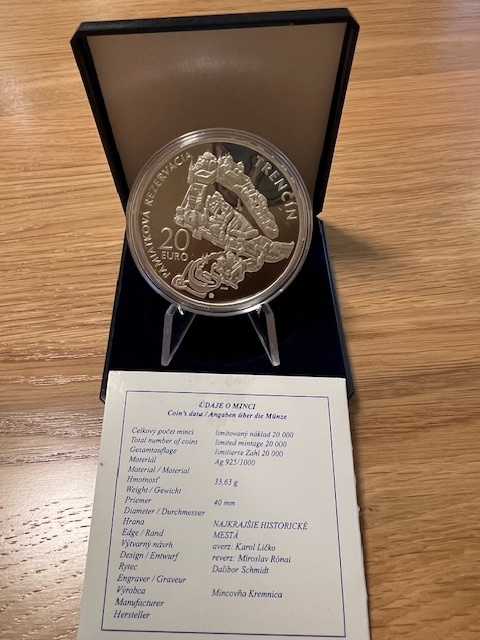 PAMIATKOVÁ REZERVÁCIA
TRENČÍN
20
EURO
ÚDAJE O MINCI
Coin's data / Angaben über die Münze
Celkový počet mincí limitovaný náklad 20 000
Total number of coins limited mintage 20 000
Gesamtauflage limitierte Zahl 20 000
Materiál Ag 925/1000
Material / Material
Hmotnosť 33,63 g
Weight / Gewicht
Priemer 40 mm
Diameter / Durchmesser
Hrana NAJKRAJŠIE HISTORICKÉ
Edge / Rand MESTÁ
Výtvarný návrh averz: Karol Ličko
Design / Entwurf reverz: Miroslav Rónai
Rytec Dalibor Schmidt
Engraver / Graveur
Výrobca Mincovňa Kremnica
Manufacturer
Hersteller